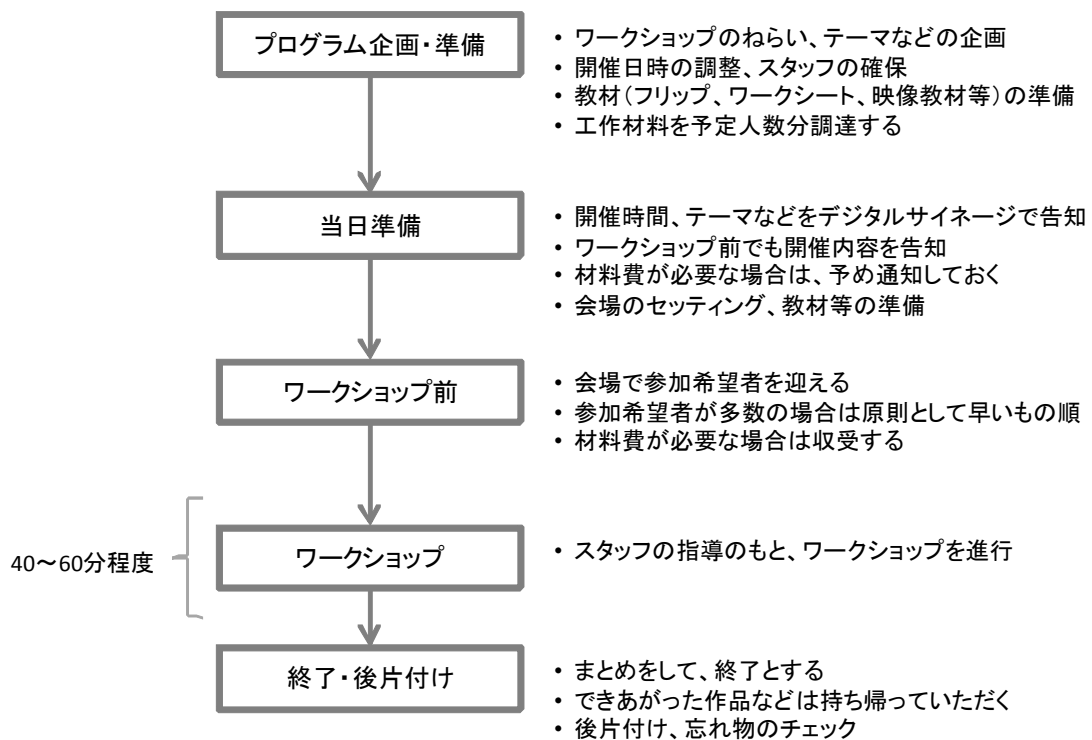 プログラム企画・準備
• ワークショップのねらい、テーマなどの企画
• 開催日時の調整、スタッフの確保
• 教材（フリップ、ワークシート、映像教材等）の準備
• 工作材料を予定人数分調達する
当日準備
• 開催時間、テーマなどをデジタルサイネージで告知
• ワークショップ前でも開催内容を告知
• 材料費が必要な場合は、予め通知しておく
• 会場のセッティング、教材等の準備
ワークショップ前
• 会場で参加希望者を迎える
• 参加希望者が多数の場合は原則として早いもの順
• 材料費が必要な場合は収受する
40～60分程度
ワークショップ
• スタッフの指導のもと、ワークショップを進行
終了・後片付け
• まとめをして、終了とする
• できあがった作品などは持ち帰っていただく
• 後片付け、忘れ物のチェック